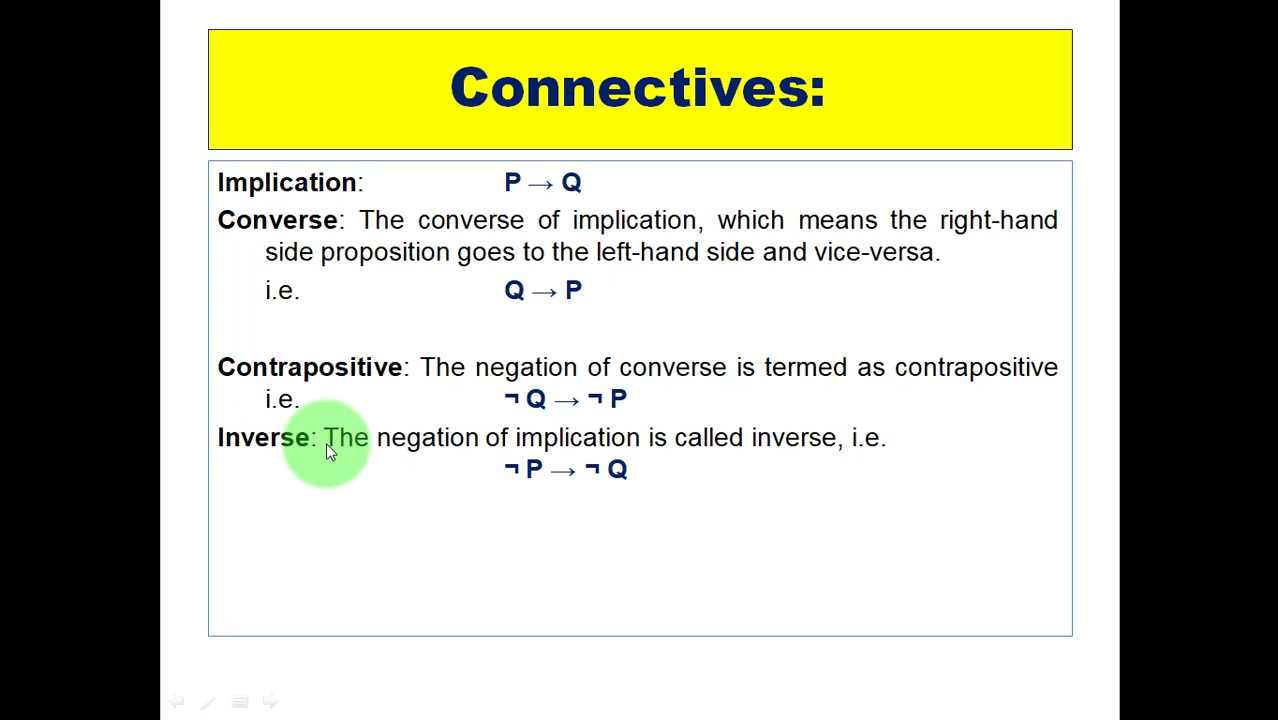 Connectives:
Implication: P → Q
Converse: The converse of implication, which means the right-hand
side proposition goes to the left-hand side and vice-versa.
i.e. Q → P
Contrapositive: The negation of converse is termed as contrapositive
i.e. ¬ Q → ¬ P
Inverse: The negation of implication is called inverse, i.e.
¬ P → ¬ Q